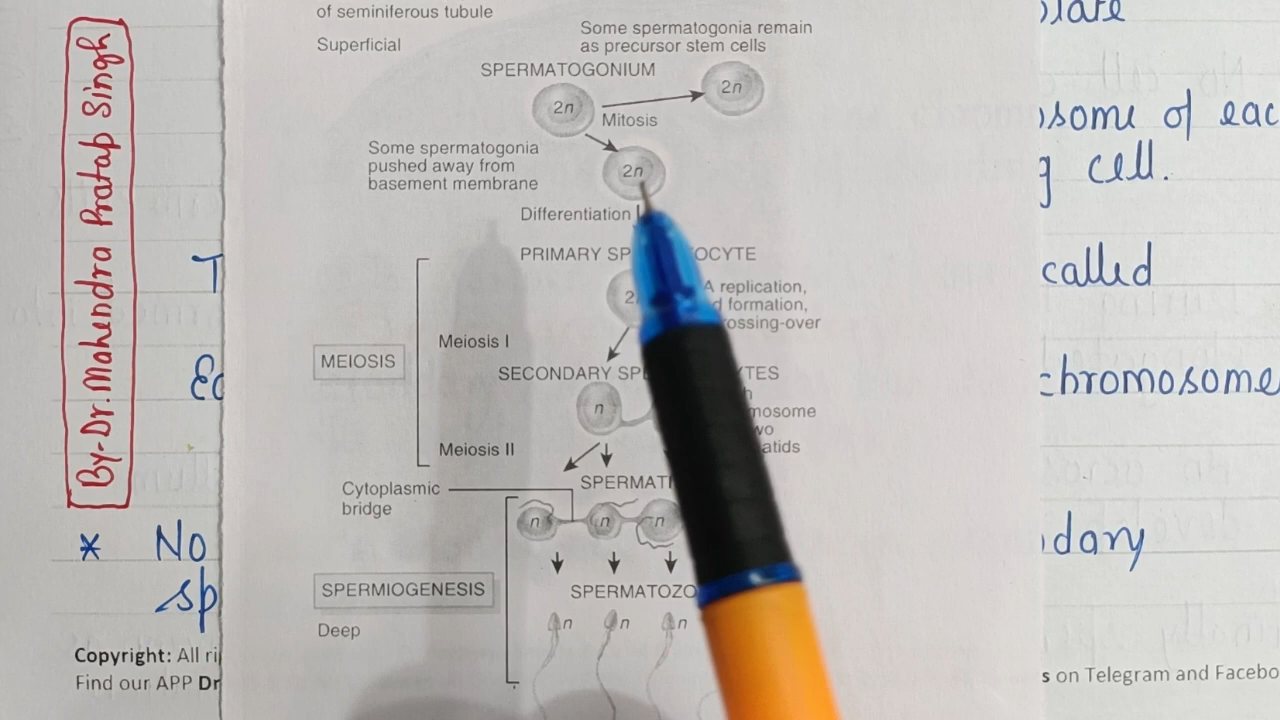 By-Dr. Mahendra Pratap Singh
of seminiferous tubule
Superficial
Some spermatogonia remain
as precursor stem cells
SPERMATOGONIUM
2n
2n
Mitosis
Some spermatogonia
pushed away from
basement membrane
2n
Differentiation
PRIMARY SP OCYTE
2
A replication,
d formation,
rossing-over
Meiosis I
MEIOSIS
SECONDARY SP YTES
n
h
mosome
wo
atids
Meiosis II
SPERMATI
Cytoplasmic
bridge
n n n
SPERMIOGENESIS
SPERMATOZO
Deep
n n n
T
* No
sp
Copyright: All ri
Find our APP Dr
some of eac
g cell.
called
chromosome
dary
s on Telegram and Facebo